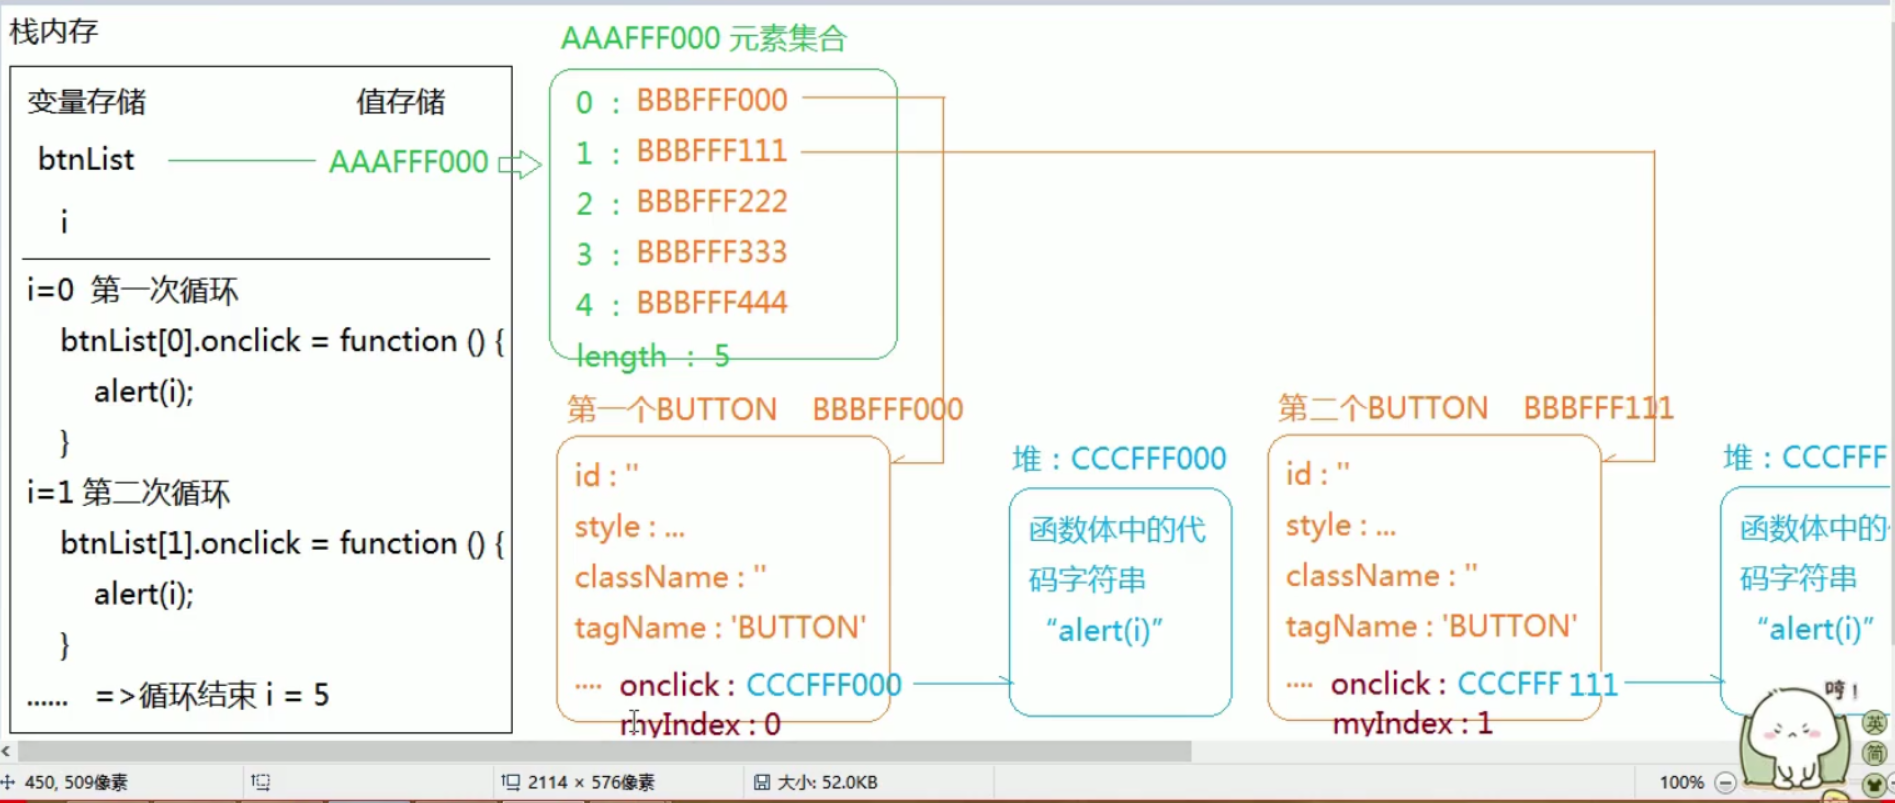 栈内存
变量存储 值存储
btnList AAAFFF000
i
i=0 第一次循环
btnList[0].onclick = function () {
alert(i);
}
i=1 第二次循环
btnList[1].onclick = function () {
alert(i);
}
...... =>循环结束 i = 5
AAAFFF000 元素集合
0 : BBBFFF000
1 : BBBFFF111
2 : BBBFFF222
3 : BBBFFF333
4 : BBBFFF444
length : 5
第一个BUTTON BBBFFF000
id : ''
style : ...
className : ''
tagName : 'BUTTON'
.... onclick : CCCFFF000
myIndex : 0
堆：CCCFFF000
函数体中的代
码字符串
“alert(i)”
第二个BUTTON BBBFFF111
id : ''
style : ...
className : ''
tagName : 'BUTTON'
.... onclick : CCCFFF 111
myIndex : 1
堆：CCCFFF
函数体中的
码字符串
“alert(i)”
哼！
英
简
450, 509像素
2114 × 576像素
大小: 52.0KB
100%